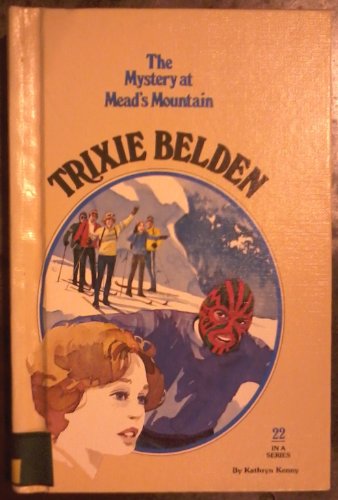 The
Mystery at
Mead's Mountain
TRIXIE BELDEN
22
IN A
SERIES
By Kathryn Kenny